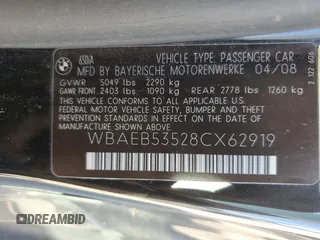 650iA
VEHICLE TYPE: PASSENGER CAR
MFD BY BAYERISCHE MOTORENWERKE 04/08
GVWR 5049 lbs 2290 kg
GAWR FRONT 2403 lbs 1090 kg REAR 2778 lbs 1260 kg
THIS VEHICLE CONFORMS TO ALL APPLICABLE FEDERAL
MOTOR VEHICLE SAFETY, BUMPER, AND THEFT
PREVENTION STANDARDS IN EFFECT ON THE DATE OF
MANUFACTURE SHOWN ABOVE.
WBAEB53528CX62919
DREAMBID